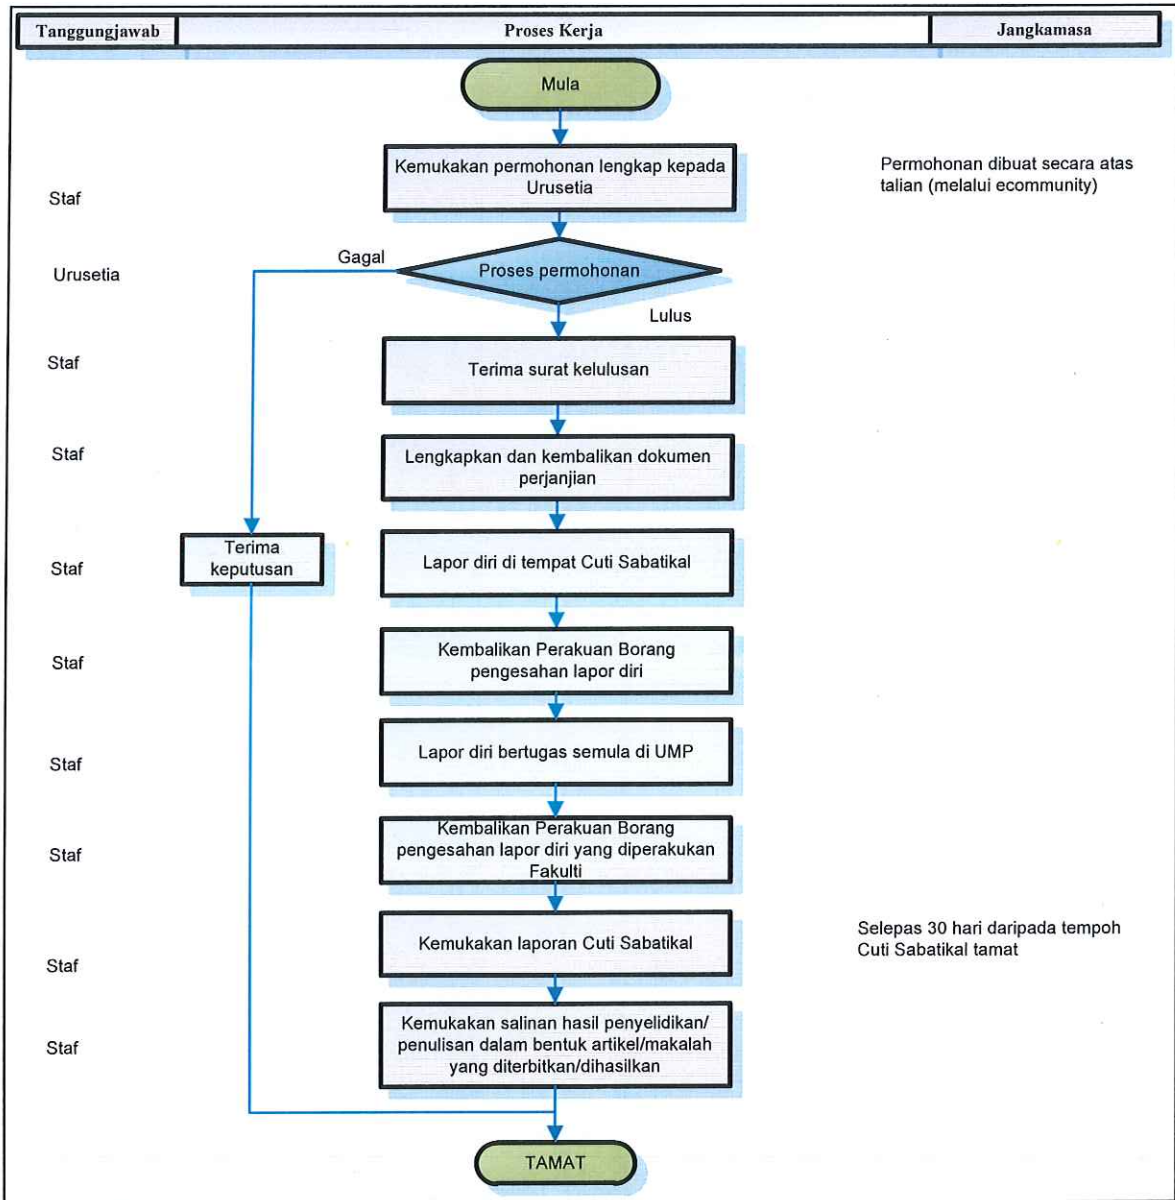 Tanggungjawab
Proses Kerja
Jangkamasa
Mula
Kemukakan permohonan lengkap kepada
Urusetia
Permohonan dibuat secara atas
talian (melalui ecommunity)
Staf
Gagal
Proses permohonan
Urusetia
Lulus
Staf
Terima surat kelulusan
Staf
Lengkapkan dan kembalikan dokumen
perjanjian
Terima
keputusan
Staf
Lapor diri di tempat Cuti Sabatikal
Staf
Kembalikan Perakuan Borang
pengesahan lapor diri
Staf
Lapor diri bertugas semula di UMP
Staf
Kembalikan Perakuan Borang
pengesahan lapor diri yang diperakukan
Fakulti
Staf
Kemukakan laporan Cuti Sabatikal
Selepas 30 hari daripada tempoh
Cuti Sabatikal tamat
Staf
Kemukakan salinan hasil penyelidikan/
penulisan dalam bentuk artikel/makalah
yang diterbitkan/dihasilkan
TAMAT